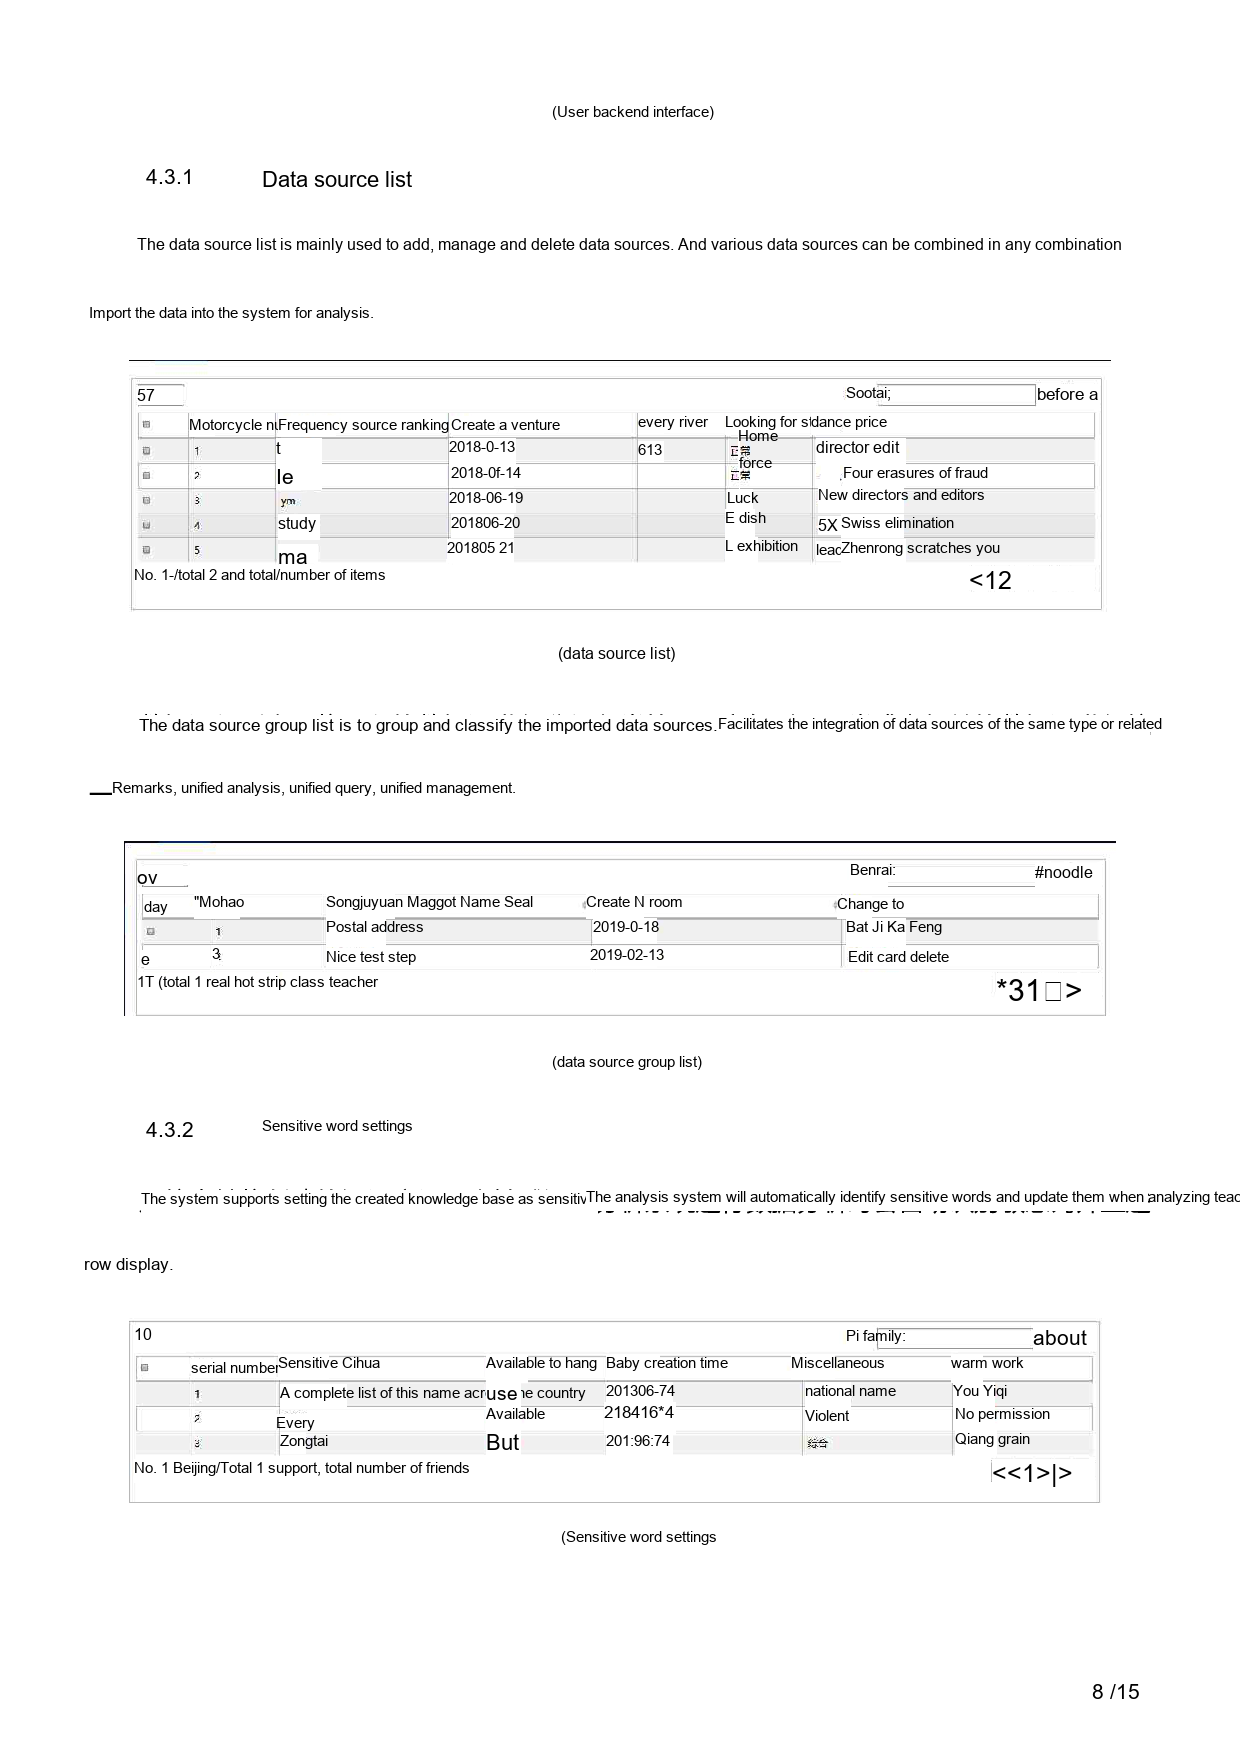 (User backend interface)
4.3.1 Data source list
The data source list is mainly used to add, manage and delete data sources. And various data sources can be combined in any combination
Import the data into the system for analysis.
57 Sootai; before a
Motorcycle nu Frequency source ranking Create a venture every river Looking for sl dance price
1 t 2018-0-13 613 Home 正常 director edit
2 le 2018-0f-14 force 正常 Four erasures of fraud
3 ym 2018-06-19 Luck New directors and editors
4 study 201806-20 E dish 5X Swiss elimination
5 ma 201805 21 L exhibition leac Zhenrong scratches you
No. 1-/total 2 and total/number of items <12
(data source list)
The data source group list is to group and classify the imported data sources. Facilitates the integration of data sources of the same type or related
Remarks, unified analysis, unified query, unified management.
ov Benrai: #noodle
day "Mohao Songjuyuan Maggot Name Seal Create N room Change to
1 Postal address 2019-0-18 Bat Ji Ka Feng
e 3 Nice test step 2019-02-13 Edit card delete
1T (total 1 real hot strip class teacher *31□>
(data source group list)
4.3.2 Sensitive word settings
The system supports setting the created knowledge base as sensitiv The analysis system will automatically identify sensitive words and update them when analyzing teac
row display.
10 Pi family: about
serial number Sensitive Cihua Available to hang Baby creation time Miscellaneous warm work
1 A complete list of this name acr use ne country 201306-74 national name You Yiqi
2 Every Available 218416*4 Violent No permission
3 Zongtai But 201:96:74 综合 Qiang grain
No. 1 Beijing/Total 1 support, total number of friends <<1>|>
(Sensitive word settings
8 /15